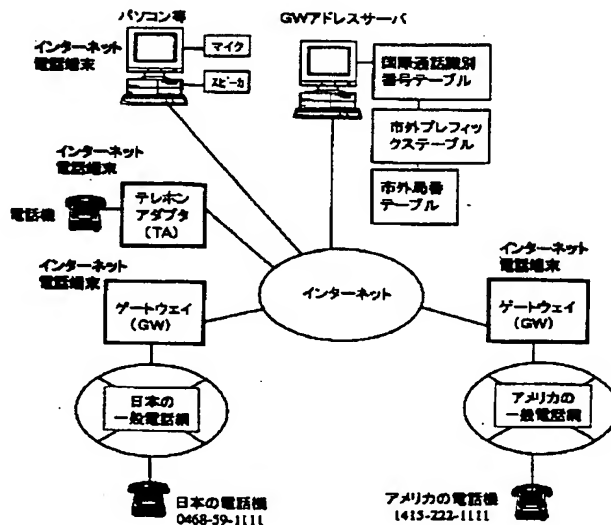 パソコン等
インターネット
電話端末
マイク
スピーカ
GWアドレスサーバ
国際通話識別
番号テーブル
市外プレフィッ
クステーブル
市外局番
テーブル
インターネット
電話端末
電話機
テレホン
アダプタ
(TA)
インターネット
電話端末
ゲートウェイ
(GW)
インターネット
インターネット
電話端末
ゲートウェイ
(GW)
日本の
一般電話網
アメリカの
一般電話網
日本の電話機
0468-59-1111
アメリカの電話機
1415-222-1111